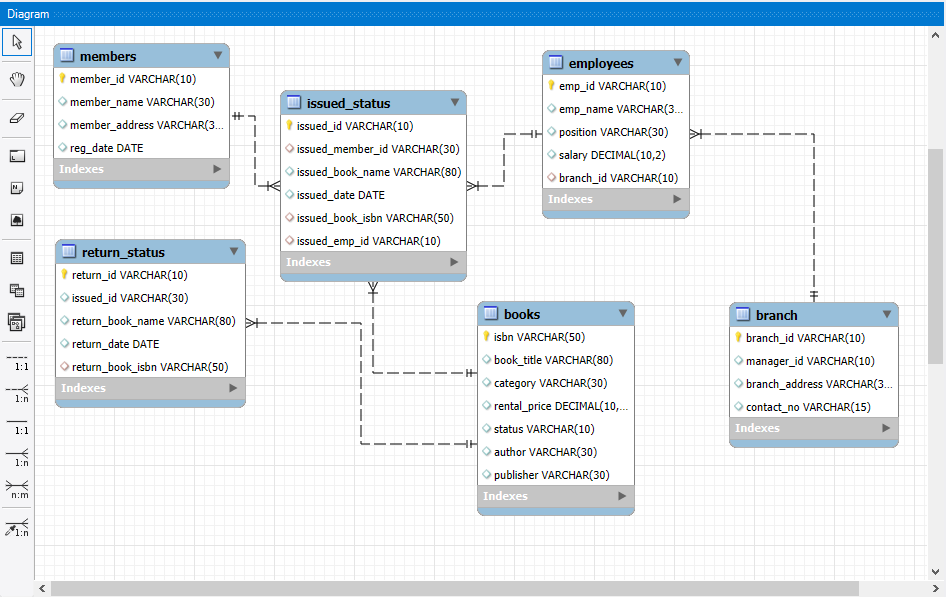 Diagram
members
member_id VARCHAR(10)
member_name VARCHAR(30)
member_address VARCHAR(3...
reg_date DATE
Indexes
issued_status
issued_id VARCHAR(10)
issued_member_id VARCHAR(30)
issued_book_name VARCHAR(80)
issued_date DATE
issued_book_isbn VARCHAR(50)
issued_emp_id VARCHAR(10)
Indexes
employees
emp_id VARCHAR(10)
emp_name VARCHAR(3...
position VARCHAR(30)
salary DECIMAL(10,2)
branch_id VARCHAR(10)
Indexes
return_status
return_id VARCHAR(10)
issued_id VARCHAR(30)
return_book_name VARCHAR(80)
return_date DATE
return_book_isbn VARCHAR(50)
Indexes
books
isbn VARCHAR(50)
book_title VARCHAR(80)
category VARCHAR(30)
rental_price DECIMAL(10,...
status VARCHAR(10)
author VARCHAR(30)
publisher VARCHAR(30)
Indexes
branch
branch_id VARCHAR(10)
manager_id VARCHAR(10)
branch_address VARCHAR(3...
contact_no VARCHAR(15)
Indexes
1:1
1:n
1:1
1:n
n:m
1:n